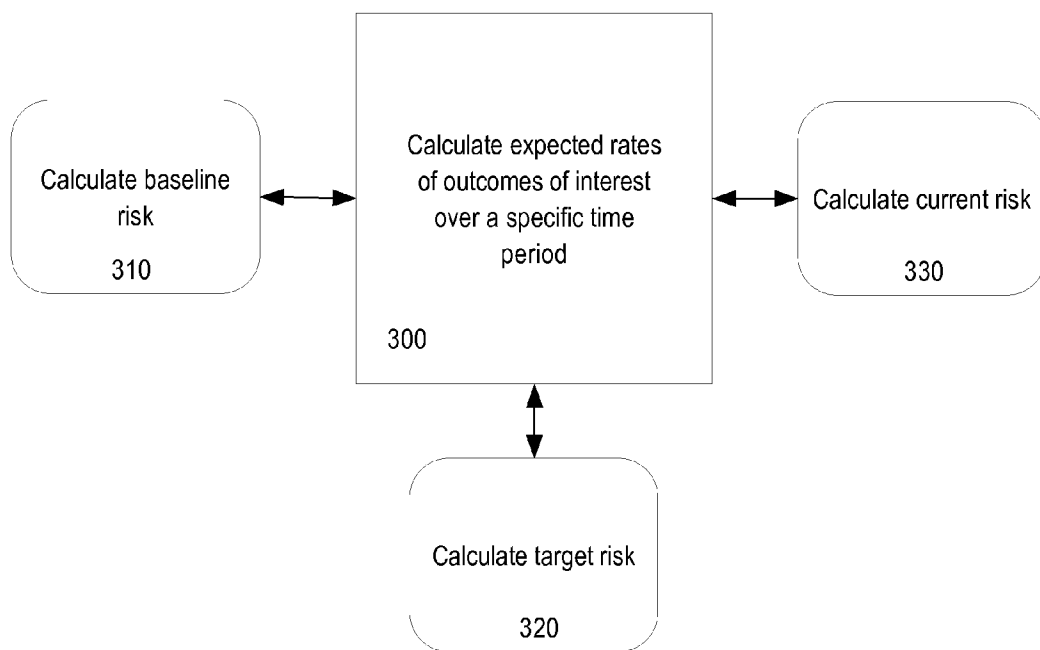 Calculate baseline
risk
310
Calculate expected rates
of outcomes of interest
over a specific time
period
300
Calculate current risk
330
Calculate target risk
320